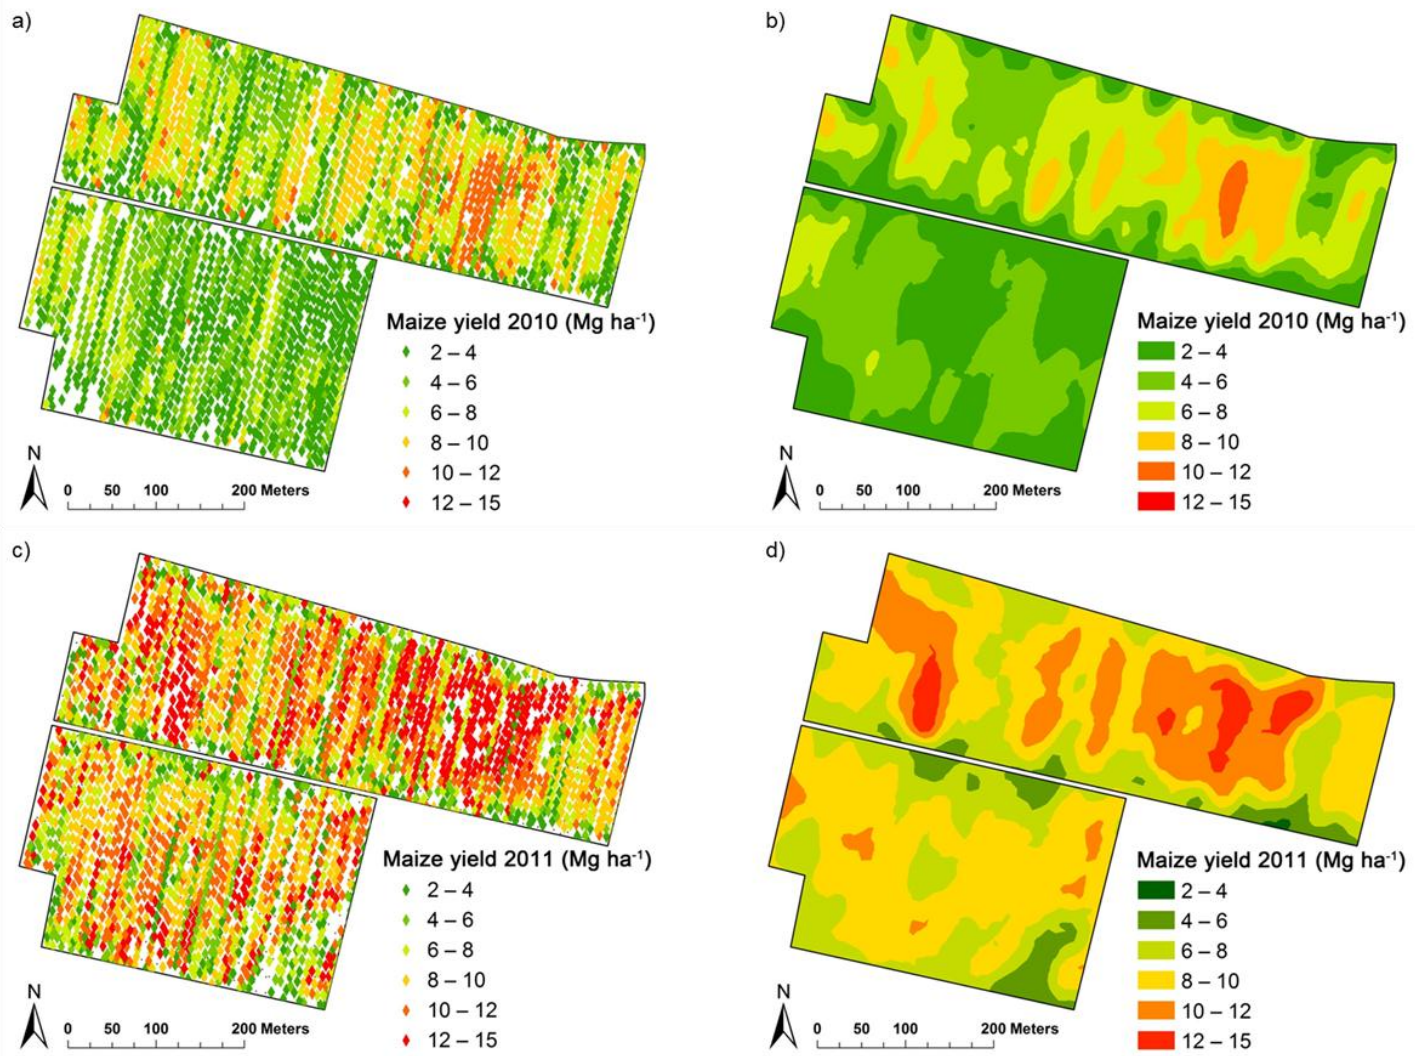 a)
Maize yield 2010 (Mg ha-1)
2 – 4
4 – 6
6 – 8
8 – 10
10 – 12
12 – 15
N
0 50 100 200 Meters
b)
Maize yield 2010 (Mg ha-1)
2 – 4
4 – 6
6 – 8
8 – 10
10 – 12
12 – 15
N
0 50 100 200 Meters
c)
Maize yield 2011 (Mg ha-1)
2 – 4
4 – 6
6 – 8
8 – 10
10 – 12
12 – 15
N
0 50 100 200 Meters
d)
Maize yield 2011 (Mg ha-1)
2 – 4
4 – 6
6 – 8
8 – 10
10 – 12
12 – 15
N
0 50 100 200 Meters